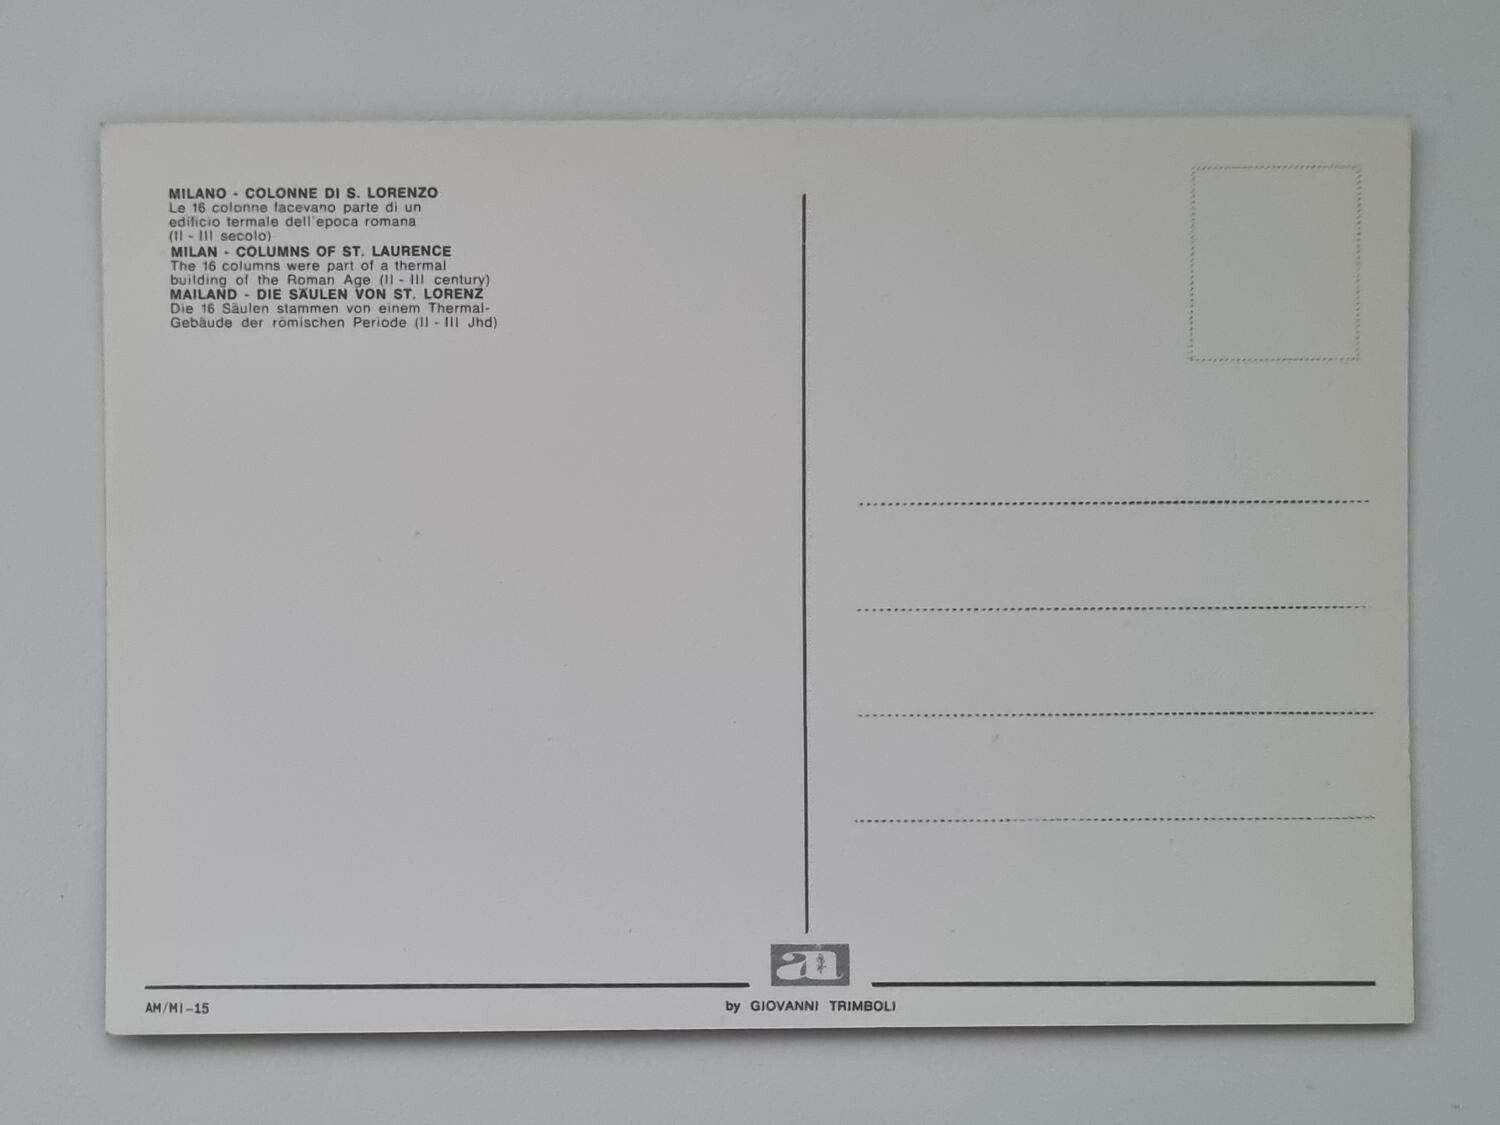 MILANO - COLONNE DI S. LORENZO
Le 16 colonne facevano parte di un
edificio termale dell'epoca romana
(II - III secolo)
MILAN - COLUMNS OF ST. LAURENCE
The 16 columns were part of a thermal
building of the Roman Age (II - III century)
MAILAND - DIE SÄULEN VON ST. LORENZ
Die 16 Säulen stammen von einem Thermal-
Gebäude der römischen Periode (II - III Jhd)
am
AM/MI-15
by GIOVANNI TRIMBOLI